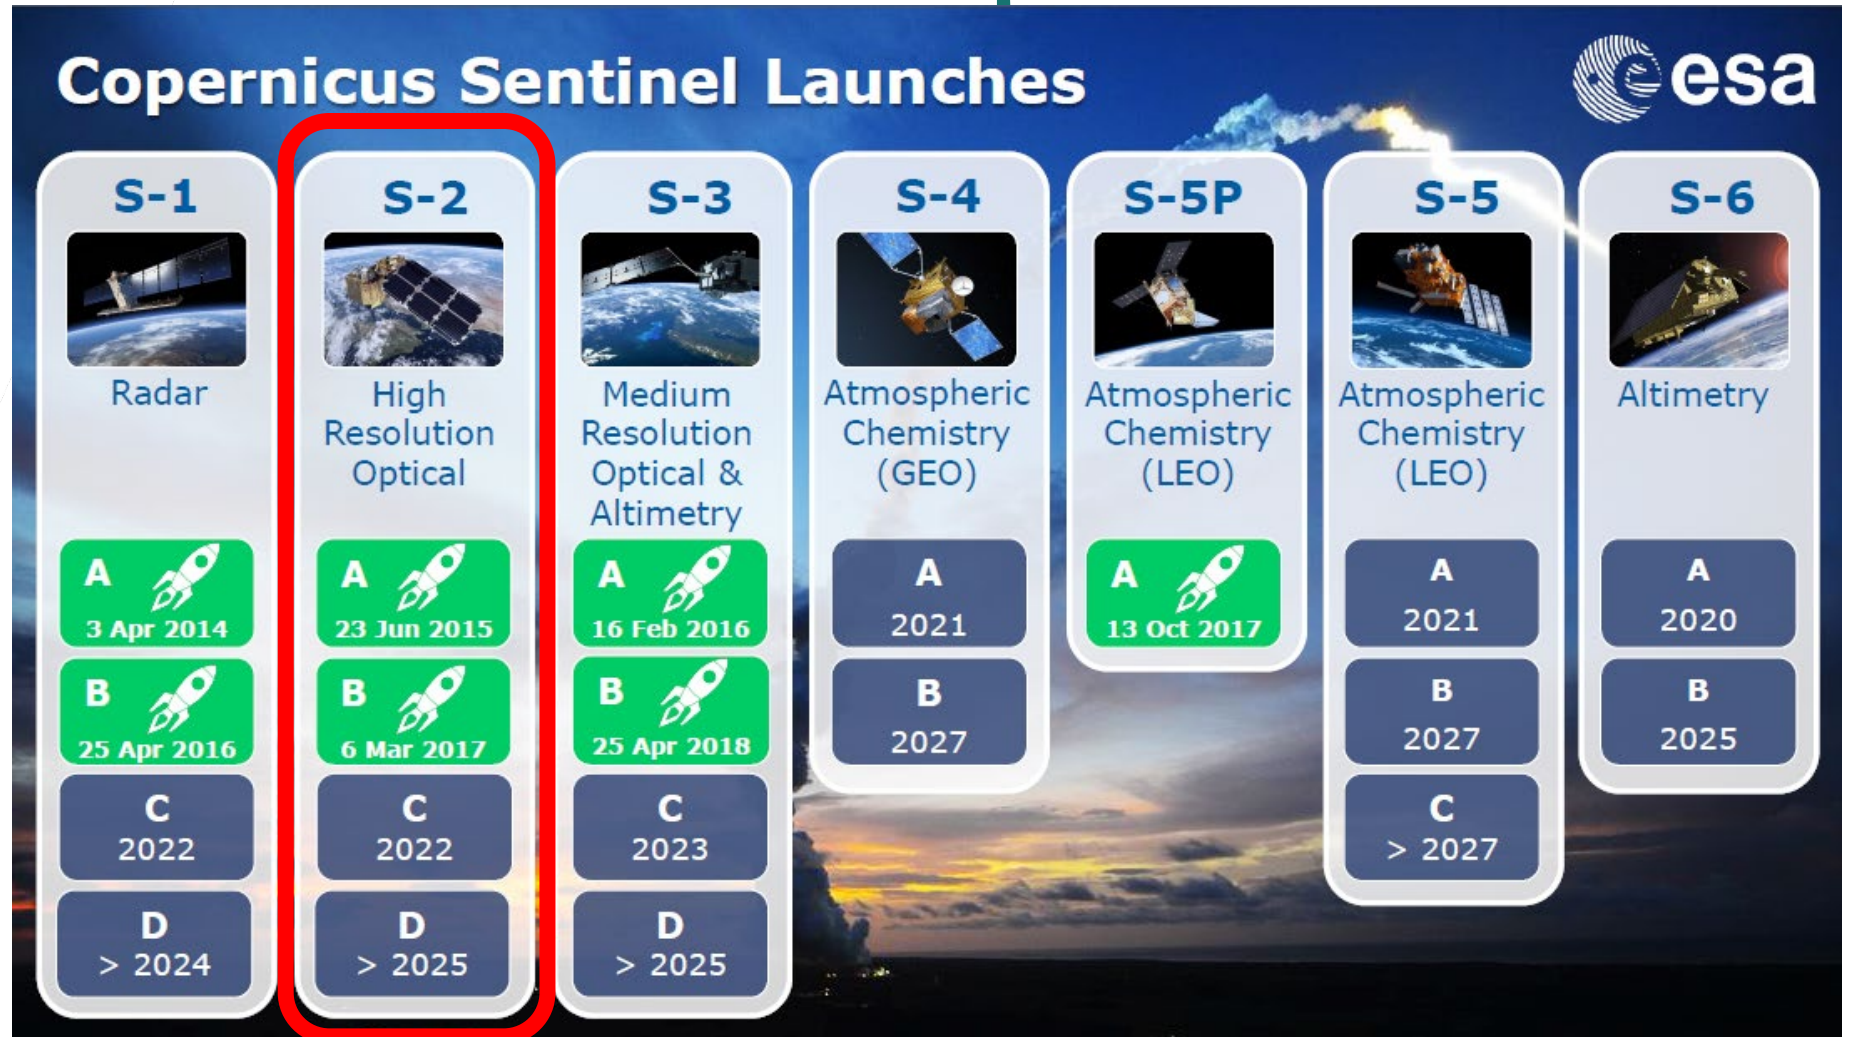 Copernicus Sentinel Launches
esa
S-1
Radar
A
3 Apr 2014
B
25 Apr 2016
C
2022
D
> 2024
S-2
High
Resolution
Optical
A
23 Jun 2015
B
6 Mar 2017
C
2022
D
> 2025
S-3
Medium
Resolution
Optical &
Altimetry
A
16 Feb 2016
B
25 Apr 2018
C
2023
D
> 2025
S-4
Atmospheric
Chemistry
(GEO)
A
2021
B
2027
S-5P
Atmospheric
Chemistry
(LEO)
A
13 Oct 2017
S-5
Atmospheric
Chemistry
(LEO)
A
2021
B
2027
C
> 2027
S-6
Altimetry
A
2020
B
2025